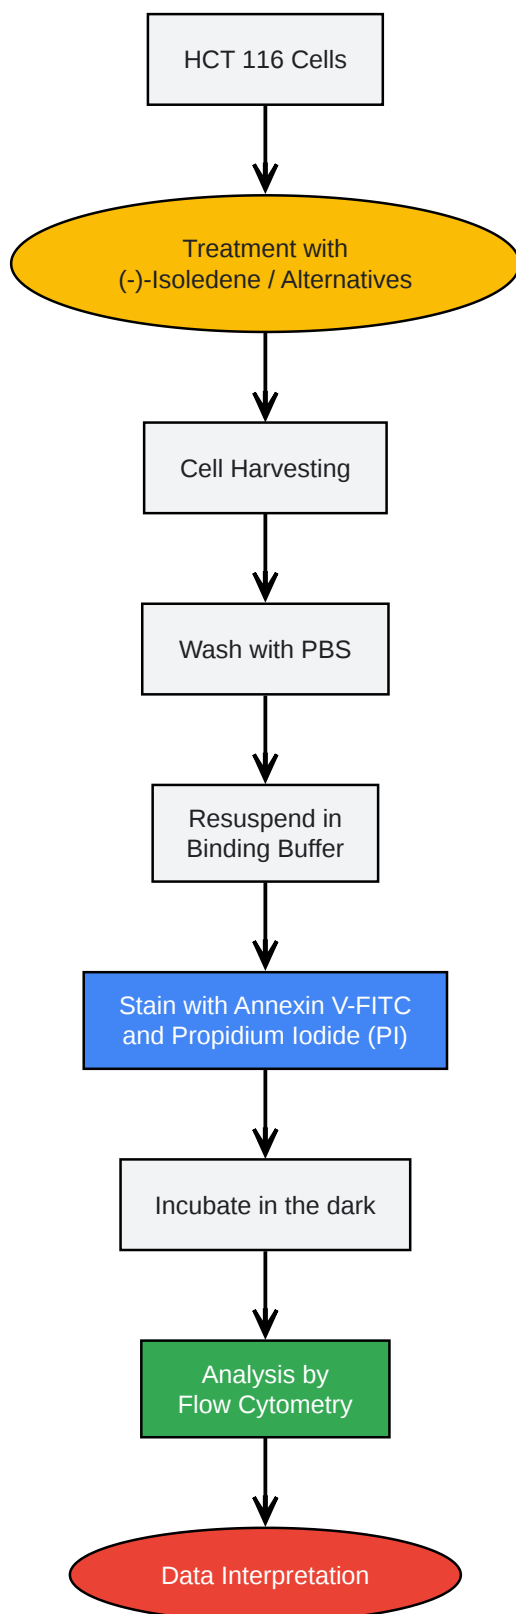 HCT 116 Cells
Treatment with
(-)-Isoledene / Alternatives
Cell Harvesting
Wash with PBS
Resuspend in
Binding Buffer
Stain with Annexin V-FITC
and Propidium Iodide (PI)
Incubate in the dark
Analysis by
Flow Cytometry
Data Interpretation